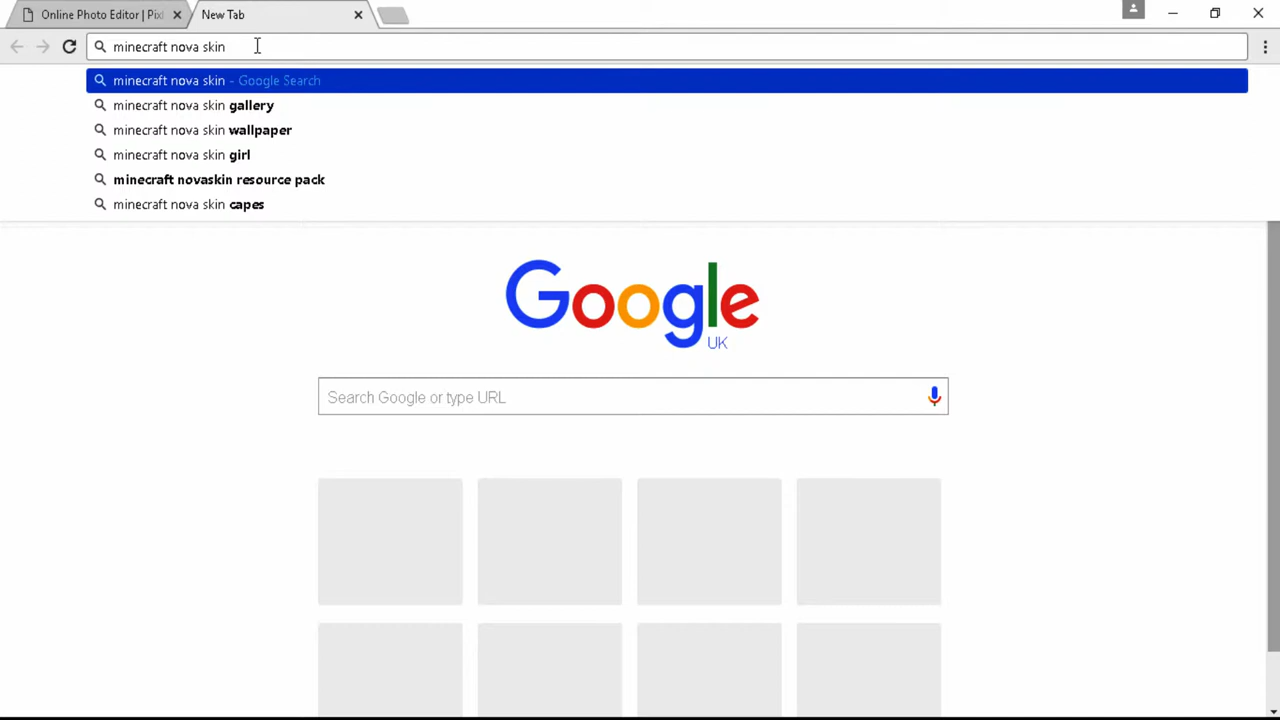 Online Photo Editor | Pixl
New Tab
minecraft nova skin
minecraft nova skin - Google Search
minecraft nova skin gallery
minecraft nova skin wallpaper
minecraft nova skin girl
minecraft novaskin resource pack
minecraft nova skin capes
Google
UK
Search Google or type URL